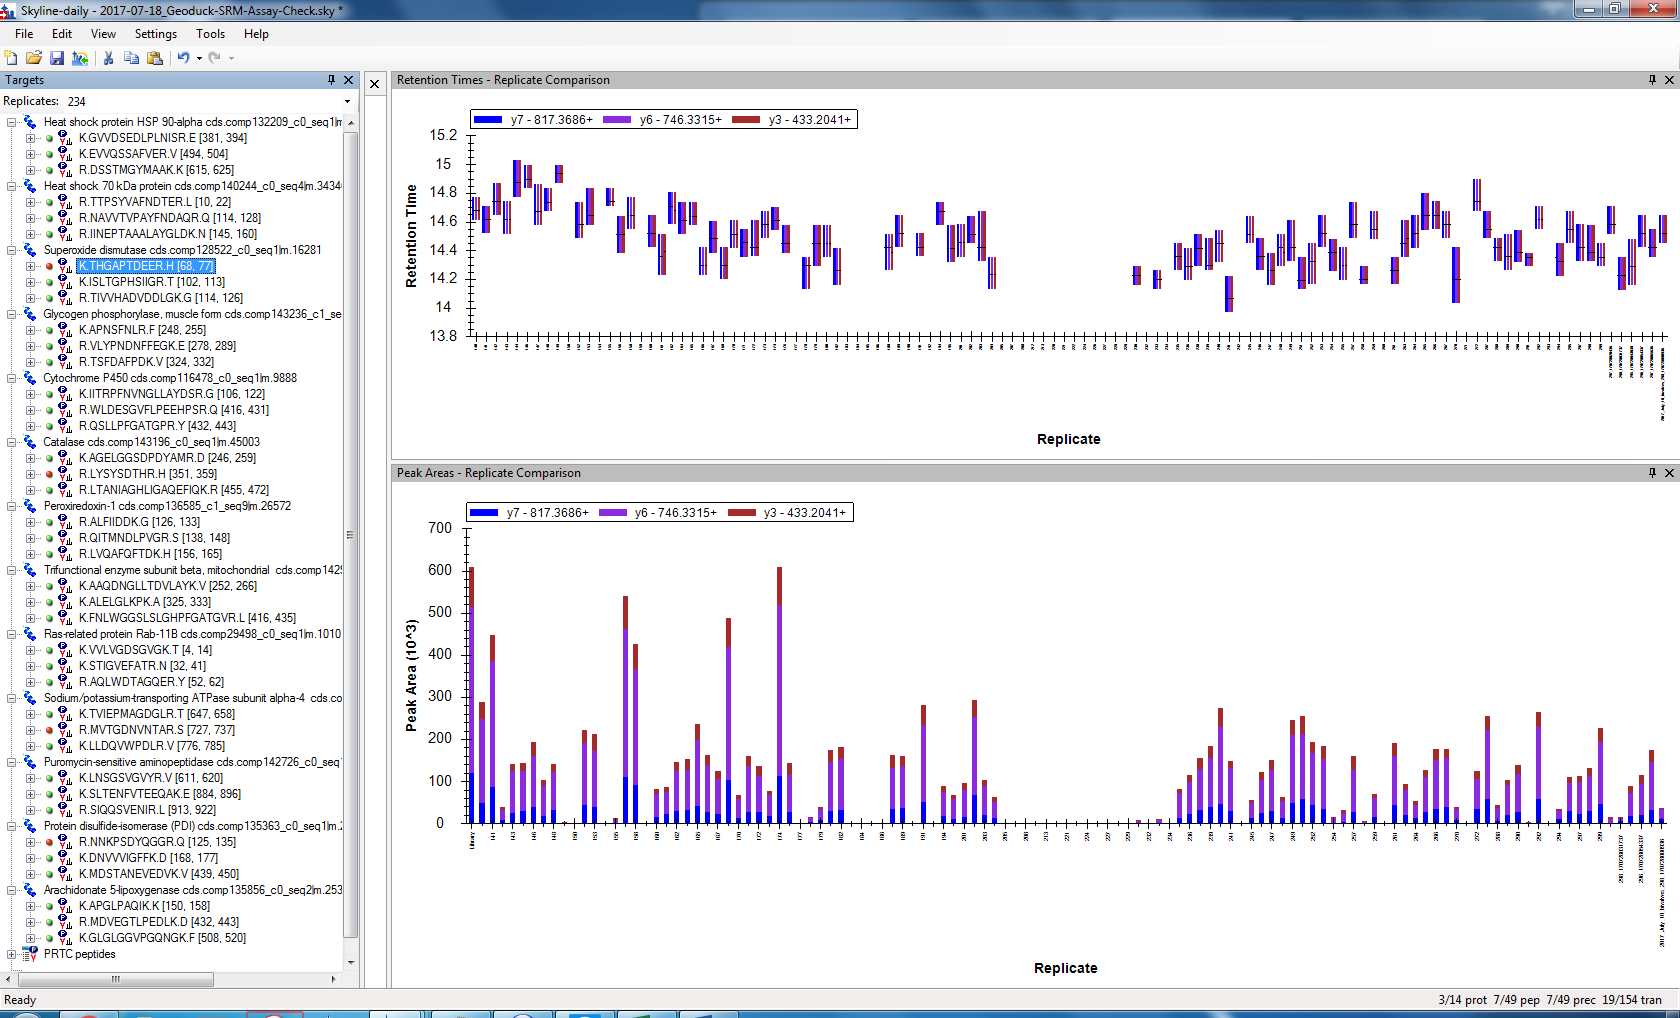 Skyline-daily - 2017-07-18_Geoduck-SRM-Assay-Check.sky *
File Edit View Settings Tools Help
Targets
Replicates: 234
Heat shock protein HSP 90-alpha cds.comp132209_c0_seq1|m
K.GVVDSEDLPLNISR.E [381, 394]
K.EVVQSSAFVER.V [494, 504]
R.DSSTMGYMAAK.K [615, 625]
Heat shock 70 kDa protein cds.comp140244_c0_seq4|m.3434
R.TTPSYVAFNDTER.L [10, 22]
R.NAVVTVPAYFNDAQR.Q [114, 128]
R.IINEPTAAALAYGLDK.N [145, 160]
Superoxide dismutase cds.comp128522_c0_seq1|m.16281
K.THGAPTDEER.H [68, 77]
K.ISLTGPHSIIGR.T [102, 113]
R.TIVVHADVDDLGK.G [114, 126]
Glycogen phosphorylase, muscle form cds.comp143236_c1_se
K.APNSFNLR.F [248, 255]
R.VLYPNDNFFEGK.E [278, 289]
R.TSFDAFPDK.V [324, 332]
Cytochrome P450 cds.comp116478_c0_seq1|m.9888
K.IITRPFNVNGLLAYDSR.G [106, 122]
R.WLDESGVFLPEEHPSR.Q [416, 431]
R.QSLLPFGATGPR.Y [432, 443]
Catalase cds.comp143196_c0_seq1|m.45003
K.AGELGGSDPDYAMR.D [246, 259]
R.LYSYSDTHR.H [351, 359]
R.LTANIAGHLIGAQEFIQK.R [455, 472]
Peroxiredoxin-1 cds.comp136585_c1_seq9|m.26572
R.ALFIIDDK.G [126, 133]
R.QITMNDLPVGR.S [138, 148]
R.LVQAFQFTDK.H [156, 165]
Trifunctional enzyme subunit beta, mitochondrial cds.comp142
K.AAQDNGLLTDVLAYK.V [252, 266]
K.ALELGLKPK.A [325, 333]
K.FNLWGGSLSLGHPFGATGVR.L [416, 435]
Ras-related protein Rab-11B cds.comp29498_c0_seq1|m.1010
K.VVLVGDSGVGK.T [4, 14]
K.STIGVEFATR.N [32, 41]
R.AQLWDTAGQER.Y [52, 62]
Sodium/potassium-transporting ATPase subunit alpha-4 cds.co
K.TVIEPMAGDGLR.T [647, 658]
R.MVTGDNVNTAR.S [727, 737]
K.LLDQVWPDLR.V [776, 785]
Puromycin-sensitive aminopeptidase cds.comp142726_c0_seq
K.LNSGSVGVYR.V [611, 620]
K.SLTENFVTEEQAK.E [884, 896]
R.SIQQSVENIR.L [913, 922]
Protein disulfide-isomerase (PDI) cds.comp135363_c0_seq1|m.
R.NNKPSDYQGGR.Q [125, 135]
K.DNVVVIGFFK.D [168, 177]
K.MDSTANEVEDVK.V [439, 450]
Arachidonate 5-lipoxygenase cds.comp135856_c0_seq2|m.253
K.APGLPAQIK.K [150, 158]
R.MDVEGTLPEDLK.D [432, 443]
K.GLGLGGVPGQNGK.F [508, 520]
PRTC peptides
Retention Times - Replicate Comparison
y7 - 817.3686+ y6 - 746.3315+ y3 - 433.2041+
Retention Time
15.2
15
14.8
14.6
14.4
14.2
14
13.8
Replicate
Peak Areas - Replicate Comparison
y7 - 817.3686+ y6 - 746.3315+ y3 - 433.2041+
Peak Area (10^3)
700
600
500
400
300
200
100
0
Replicate
Ready
3/14 prot 7/49 pep 7/49 prec 19/154 tran